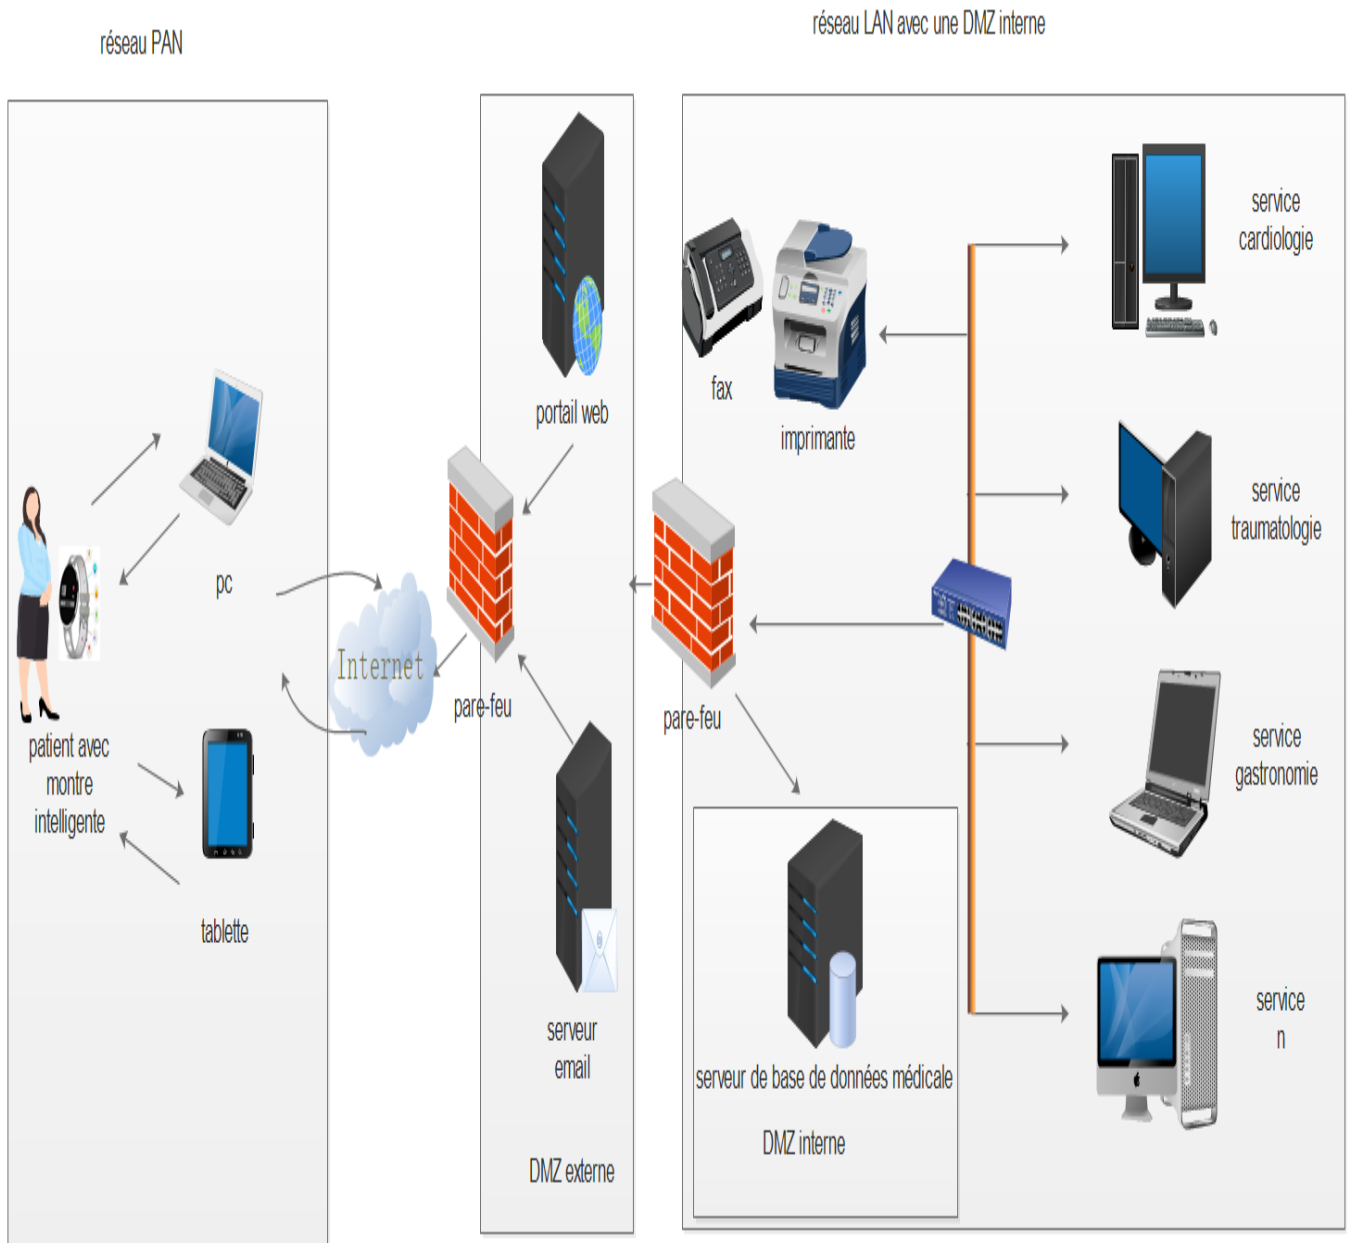 réseau PAN
réseau LAN avec une DMZ interne
service
cardiologie
fax
portail web
imprimante
service
traumatologie
pc
Internet
pare-feu
pare-feu
patient avec
montre
intelligente
service
gastronomie
tablette
service
n
serveur
email
serveur de base de données médicale
DMZ interne
DMZ externe